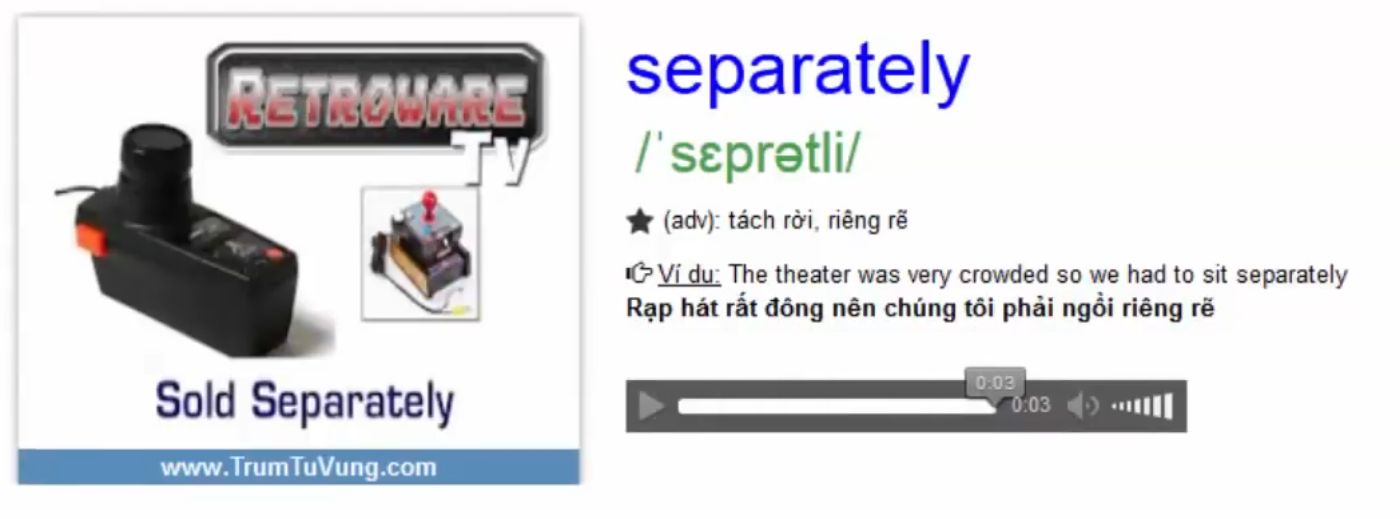 RETROWARE
TV
Sold Separately
www.TrumTuVung.com
separately
/ˈsɛprətli/
★ (adv): tách rời, riêng rẽ
Ví du: The theater was very crowded so we had to sit separately
Rạp hát rất đông nên chúng tôi phải ngồi riêng rẽ
0:03
0:03